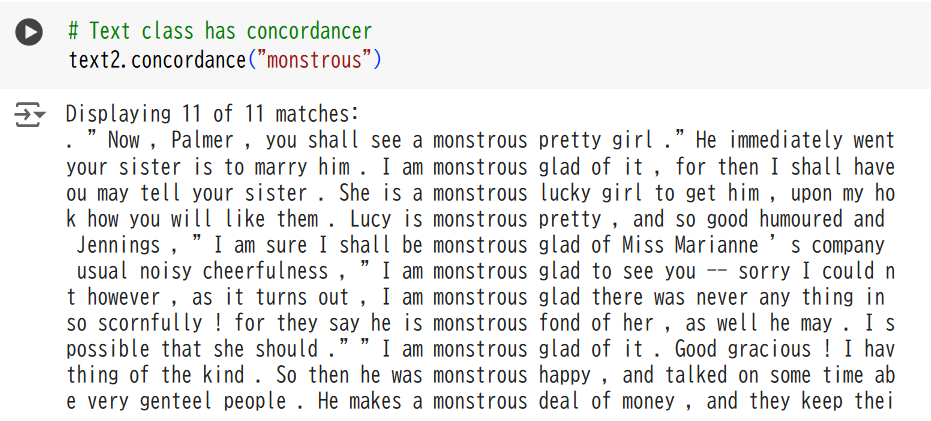 # Text class has concordancer
text2.concordance("monstrous")
Displaying 11 of 11 matches:
. " Now , Palmer , you shall see a monstrous pretty girl ." He immediately went
your sister is to marry him . I am monstrous glad of it , for then I shall have
ou may tell your sister . She is a monstrous lucky girl to get him , upon my ho
k how you will like them . Lucy is monstrous pretty , and so good humoured and
Jennings , " I am sure I shall be monstrous glad of Miss Marianne ' s company
usual noisy cheerfulness , " I am monstrous glad to see you -- sorry I could n
t however , as it turns out , I am monstrous glad there was never any thing in
so scornfully ! for they say he is monstrous fond of her , as well he may . I s
possible that she should ." " I am monstrous glad of it . Good gracious ! I hav
thing of the kind . So then he was monstrous happy , and talked on some time ab
e very genteel people . He makes a monstrous deal of money , and they keep thei